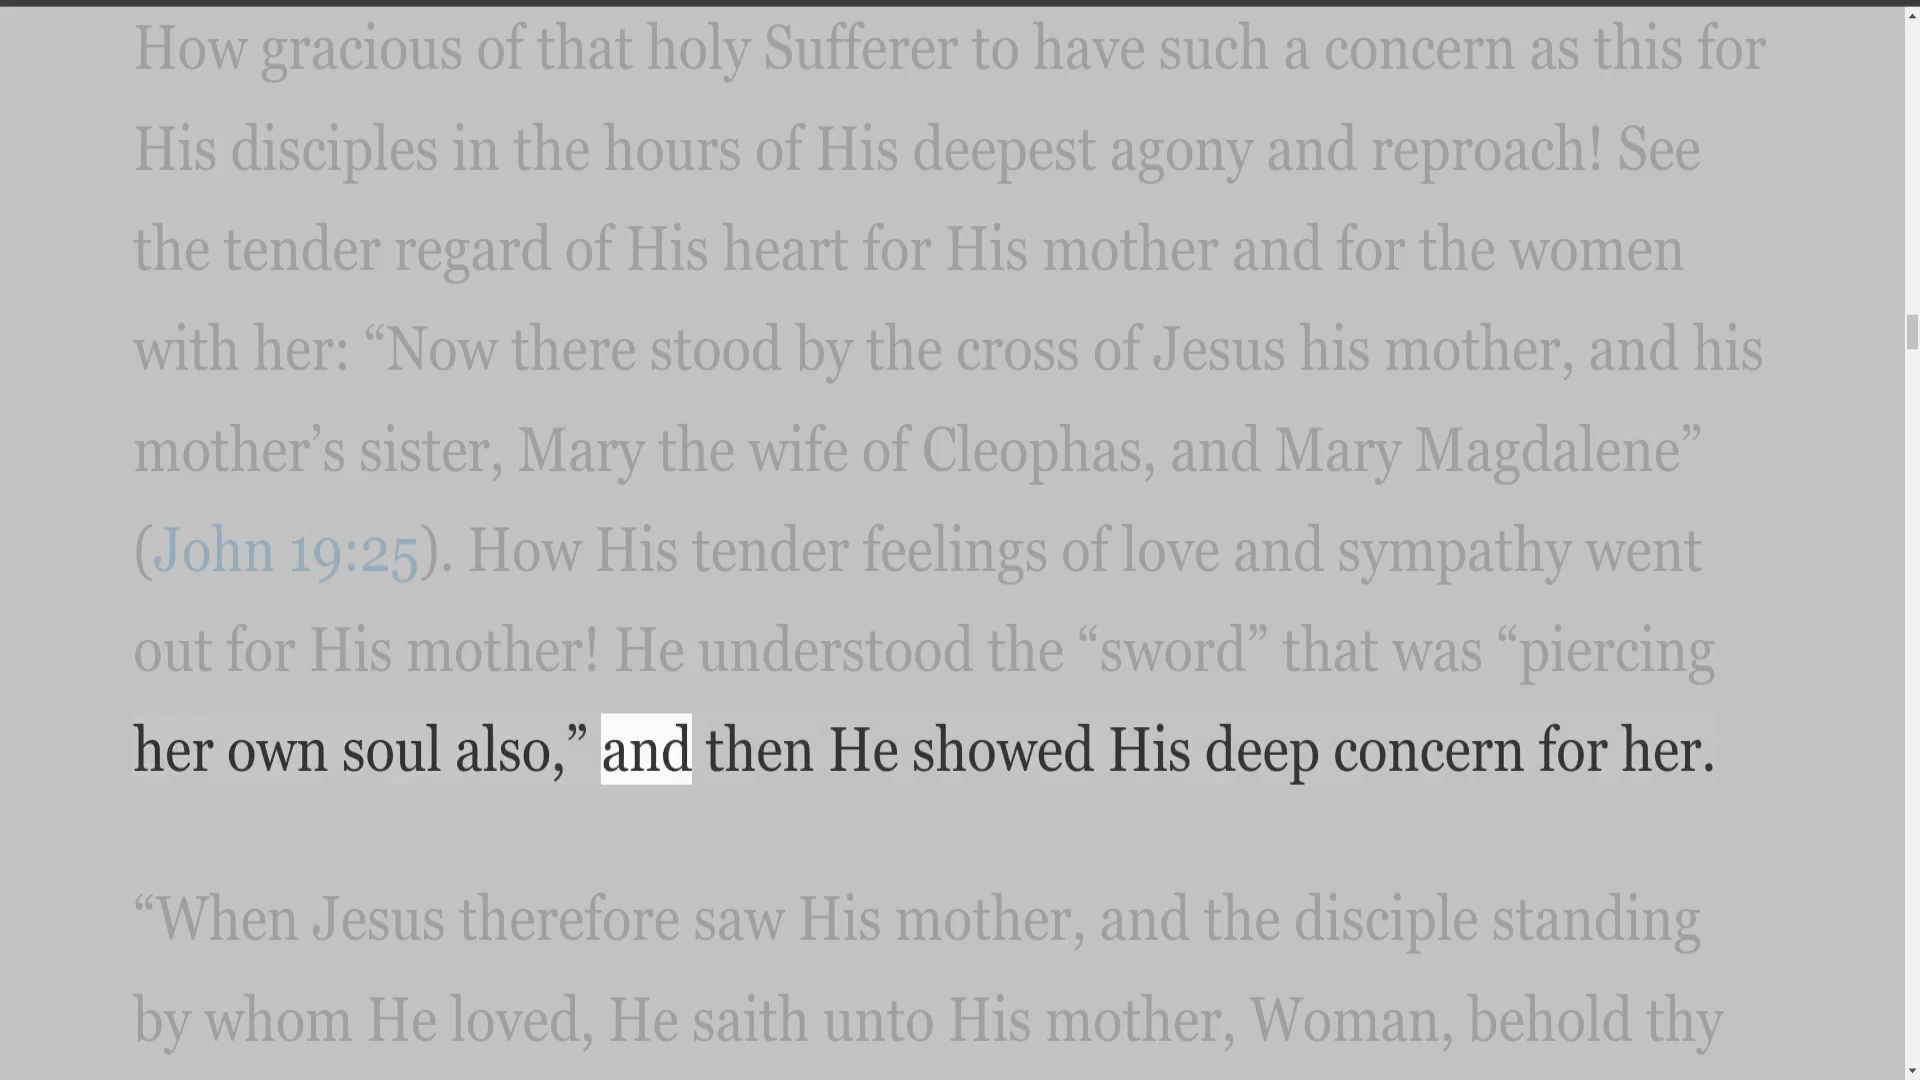 How gracious of that holy Sufferer to have such a concern as this for
His disciples in the hours of His deepest agony and reproach! See
the tender regard of His heart for His mother and for the women
with her: “Now there stood by the cross of Jesus his mother, and his
mother’s sister, Mary the wife of Cleophas, and Mary Magdalene”
(John 19:25). How His tender feelings of love and sympathy went
out for His mother! He understood the “sword” that was “piercing
her own soul also,” and then He showed His deep concern for her.
“When Jesus therefore saw His mother, and the disciple standing
by whom He loved, He saith unto His mother, Woman, behold thy